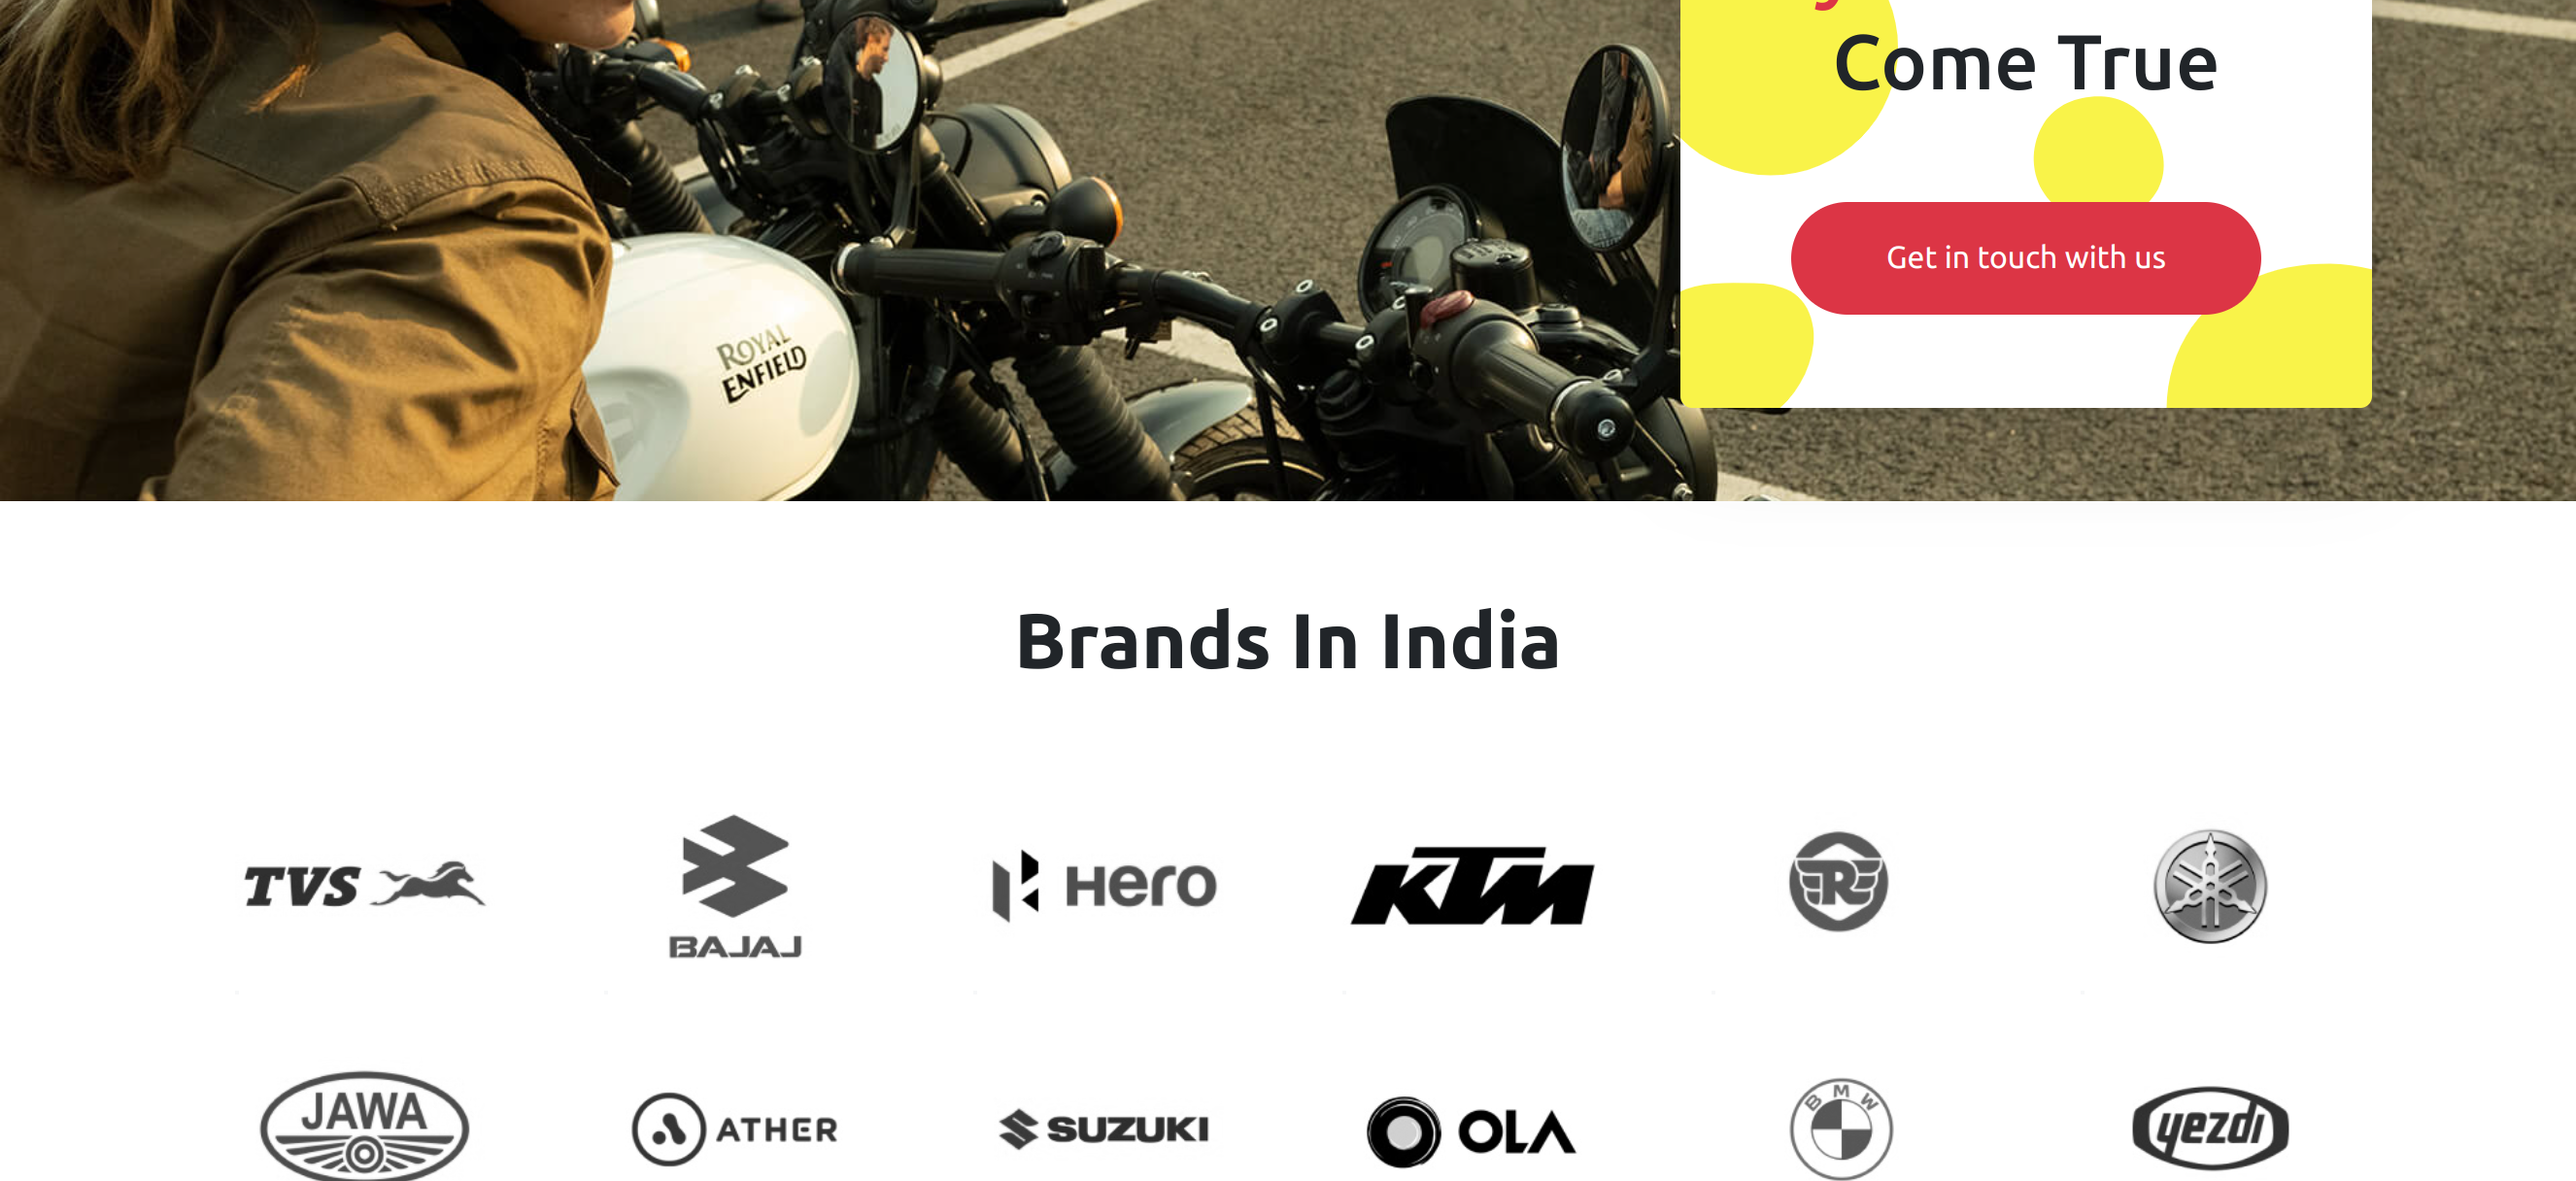 Come True
Get in touch with us
ROYAL
ENFIELD
Brands In India
TVS
BAJAJ
Hero
KTM
R
JAWA
ATHER
SUZUKI
OLA
BMW
yezdi